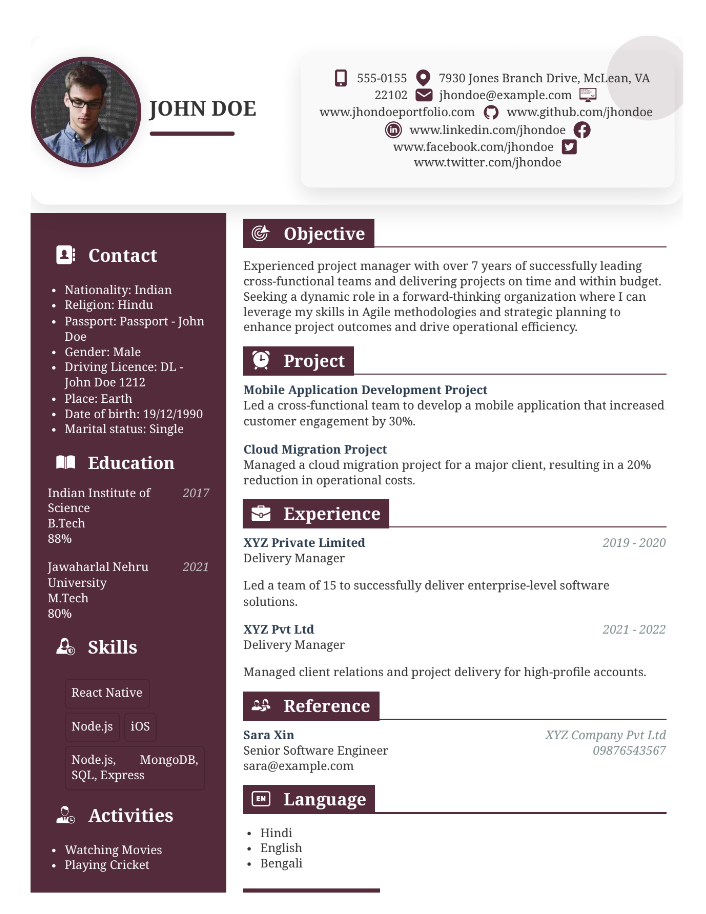 JOHN DOE
555-0155 7930 Jones Branch Drive, McLean, VA
22102 jhondoe@example.com
www.jhondoeportfolio.com www.github.com/jhondoe
www.linkedin.com/jhondoe
www.facebook.com/jhondoe
www.twitter.com/jhondoe
Contact
• Nationality: Indian
• Religion: Hindu
• Passport: Passport - John
Doe
• Gender: Male
• Driving Licence: DL -
John Doe 1212
• Place: Earth
• Date of birth: 19/12/1990
• Marital status: Single
Education
Indian Institute of 2017
Science
B.Tech
88%
Jawaharlal Nehru 2021
University
M.Tech
80%
Skills
React Native
Node.js iOS
Node.js, MongoDB,
SQL, Express
Activities
• Watching Movies
• Playing Cricket
Objective
Experienced project manager with over 7 years of successfully leading
cross-functional teams and delivering projects on time and within budget.
Seeking a dynamic role in a forward-thinking organization where I can
leverage my skills in Agile methodologies and strategic planning to
enhance project outcomes and drive operational efficiency.
Project
Mobile Application Development Project
Led a cross-functional team to develop a mobile application that increased
customer engagement by 30%.
Cloud Migration Project
Managed a cloud migration project for a major client, resulting in a 20%
reduction in operational costs.
Experience
XYZ Private Limited 2019 - 2020
Delivery Manager
Led a team of 15 to successfully deliver enterprise-level software
solutions.
XYZ Pvt Ltd 2021 - 2022
Delivery Manager
Managed client relations and project delivery for high-profile accounts.
Reference
Sara Xin XYZ Company Pvt Ltd
Senior Software Engineer 09876543567
sara@example.com
EN Language
• Hindi
• English
• Bengali